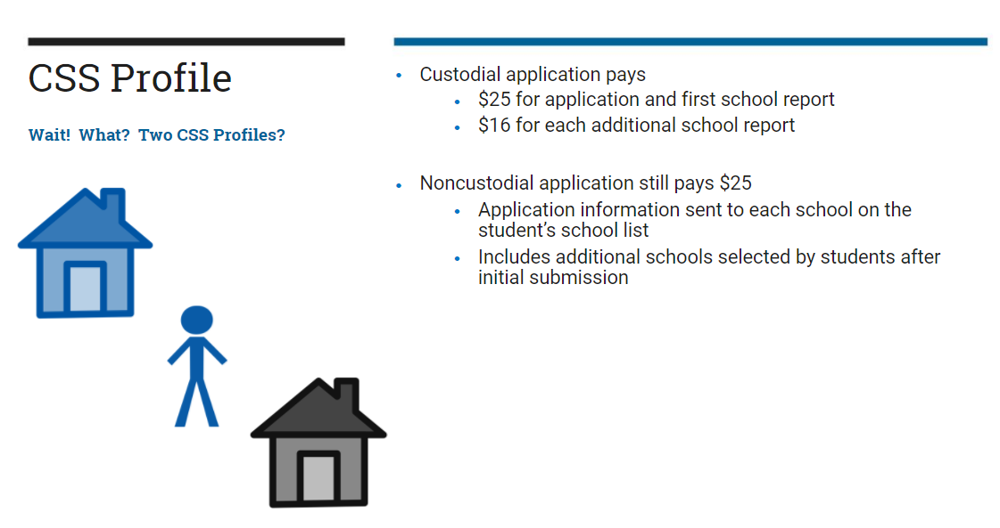 CSS Profile
Wait!  What?  Two CSS Profiles?
• Custodial application pays
• $25 for application and first school report
• $16 for each additional school report
• Noncustodial application still pays $25
• Application information sent to each school on the
student’s school list
• Includes additional schools selected by students after
initial submission